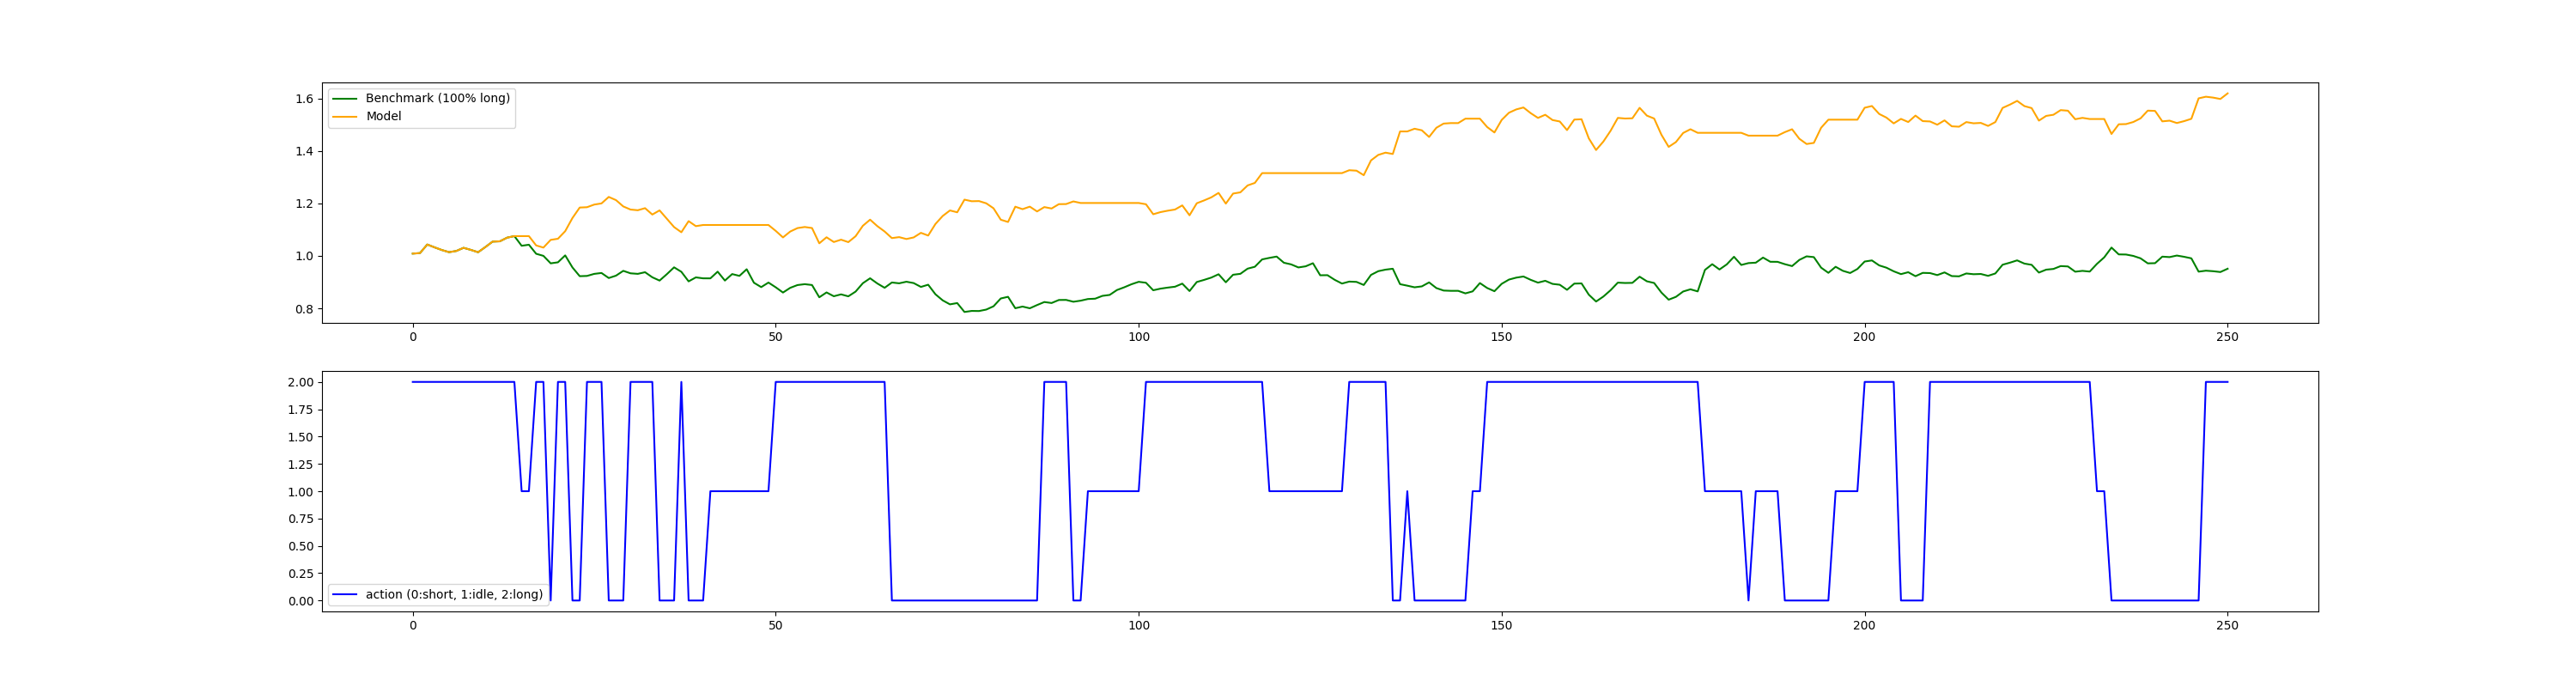 1.6
1.4
1.2
1.0
0.8
Benchmark (100% long)
Model
0 50 100 150 200 250
2.00
1.75
1.50
1.25
1.00
0.75
0.50
0.25
0.00
action (0:short, 1:idle, 2:long)
0 50 100 150 200 250